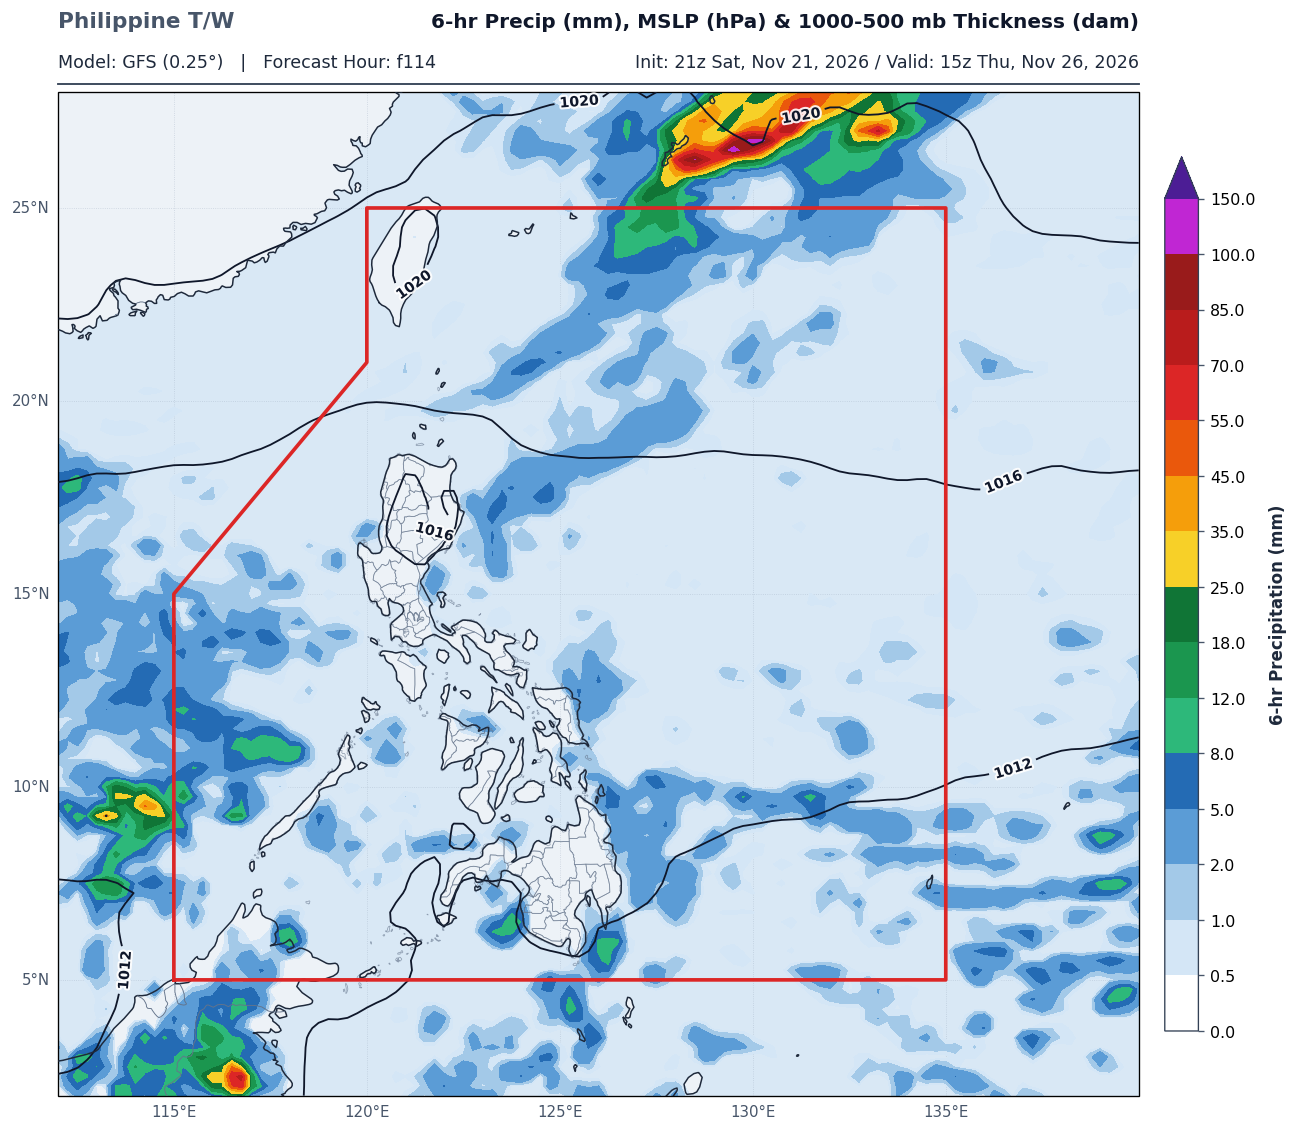 Philippine T/W
6-hr Precip (mm), MSLP (hPa) & 1000-500 mb Thickness (dam)
Model: GFS (0.25°) | Forecast Hour: f114
Init: 21z Sat, Nov 21, 2026 / Valid: 15z Thu, Nov 26, 2026
1020
1020
1020
1016
1016
1012
1012
25°N
20°N
15°N
10°N
5°N
115°E
120°E
125°E
130°E
135°E
150.0
100.0
85.0
70.0
55.0
45.0
35.0
25.0
18.0
12.0
8.0
5.0
2.0
1.0
0.5
0.0
6-hr Precipitation (mm)